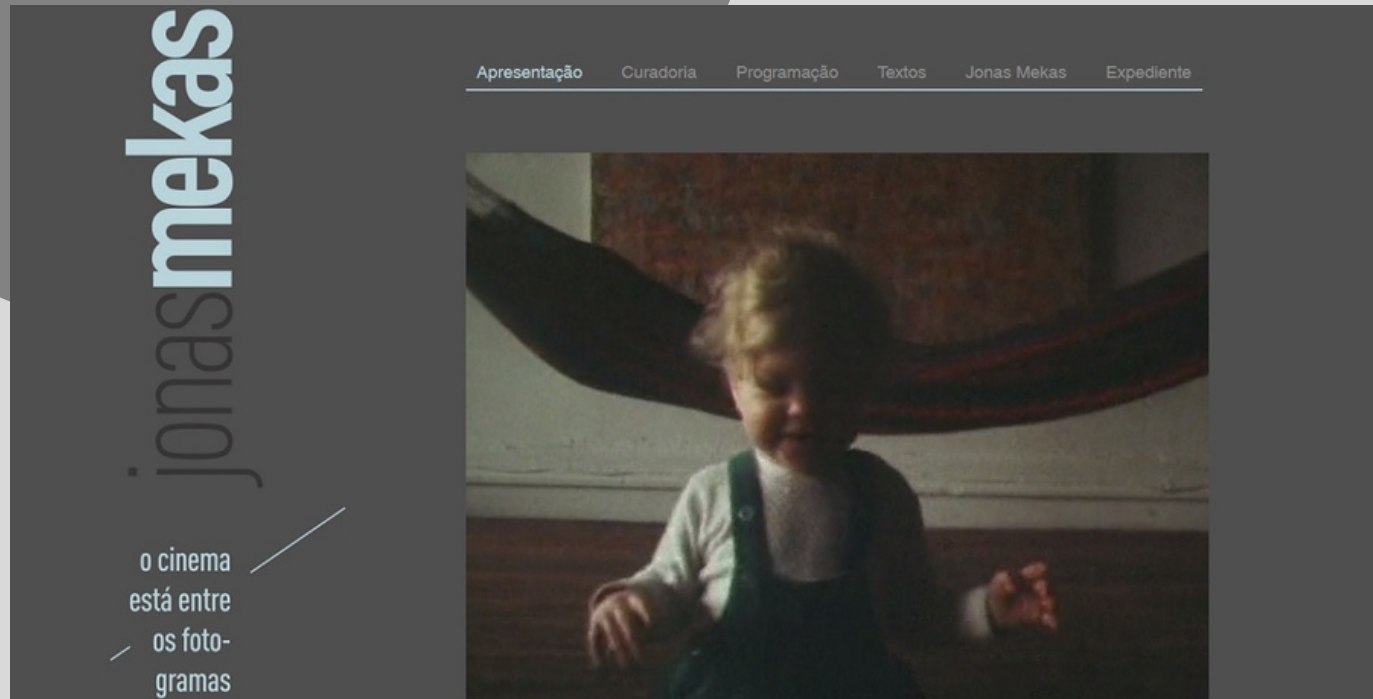 jonasmekas
Apresentação Curadoria Programação Textos Jonas Mekas Expediente
o cinema
está entre
os foto-
gramas